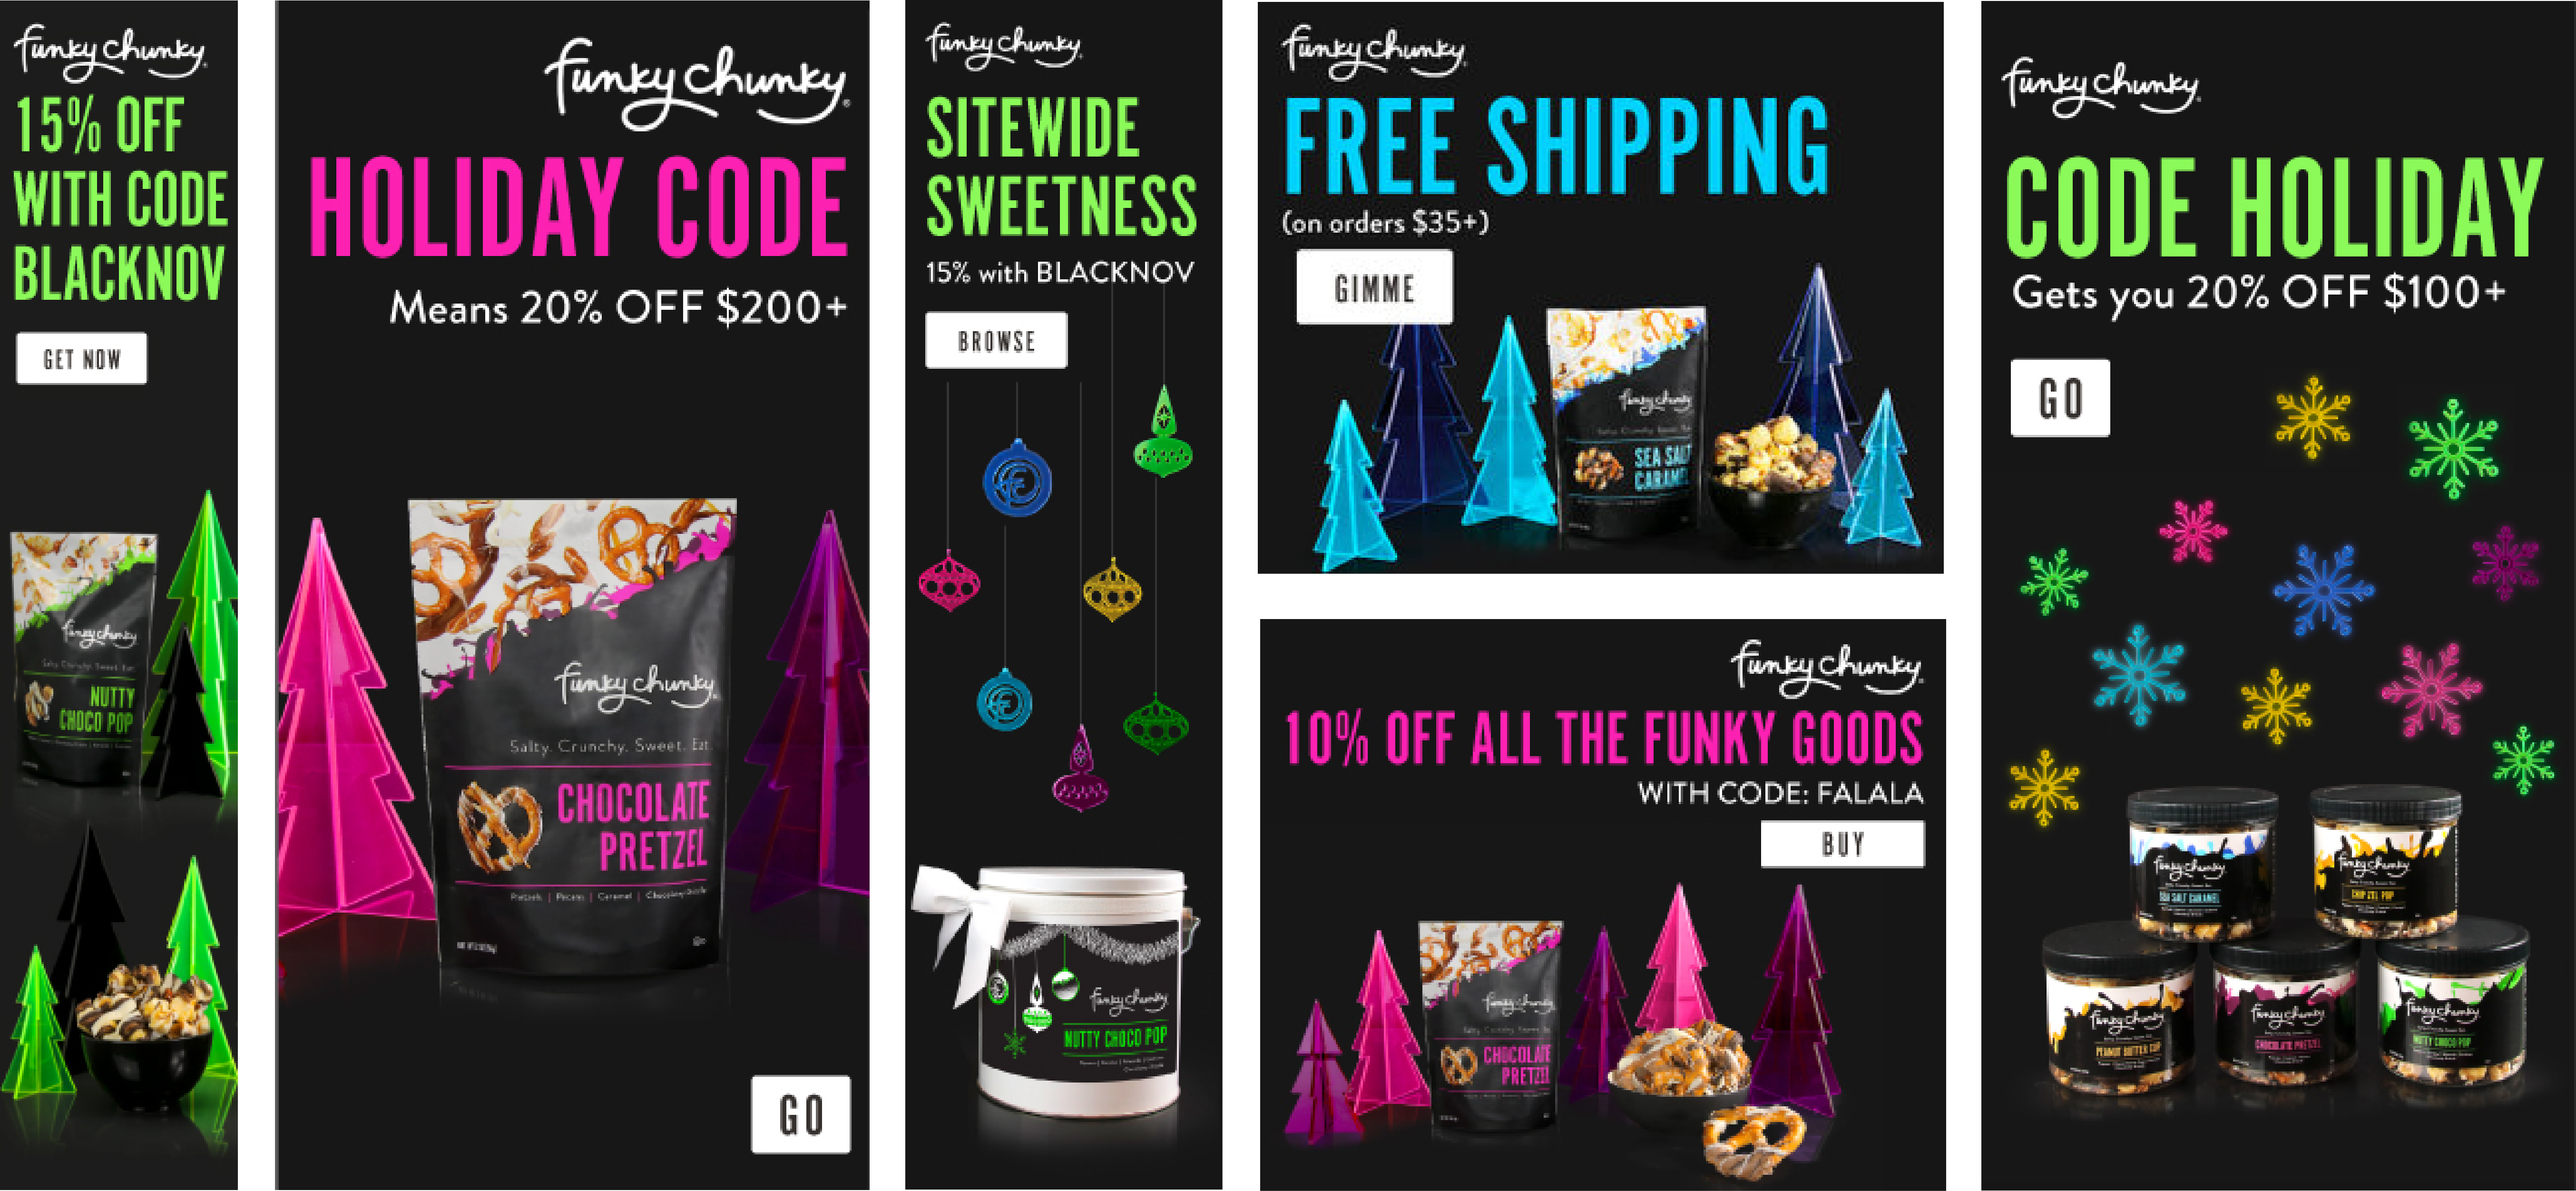 funky chunky
15% OFF
WITH CODE
BLACKNOV
GET NOW
funky chunky
NUTTY
CHOCO POP
funky chunky
HOLIDAY CODE
Means 20% OFF $200+
funky chunky
Salty. Crunchy. Sweet. Eat.
CHOCOLATE
PRETZEL
Pretzels | Pecans | Caramel | Chocolatey Drizzle
GO
funky chunky
SITEWIDE
SWEETNESS
15% with BLACKNOV
BROWSE
funky chunky
NUTTY CHOCO POP
funky chunky
FREE SHIPPING
(on orders $35+)
GIMME
funky chunky
SEA SALT
CARAMEL
funky chunky
10% OFF ALL THE FUNKY GOODS
WITH CODE: FALALA
BUY
funky chunky
CHOCOLATE
PRETZEL
funky chunky
CODE HOLIDAY
Gets you 20% OFF $100+
GO
funky chunky
SEA SALT CARAMEL
funky chunky
CHIP ZEL POP
funky chunky
PEANUT BUTTER CUP
funky chunky
CHOCOLATE PRETZEL
funky chunky
NUTTY CHOCO POP